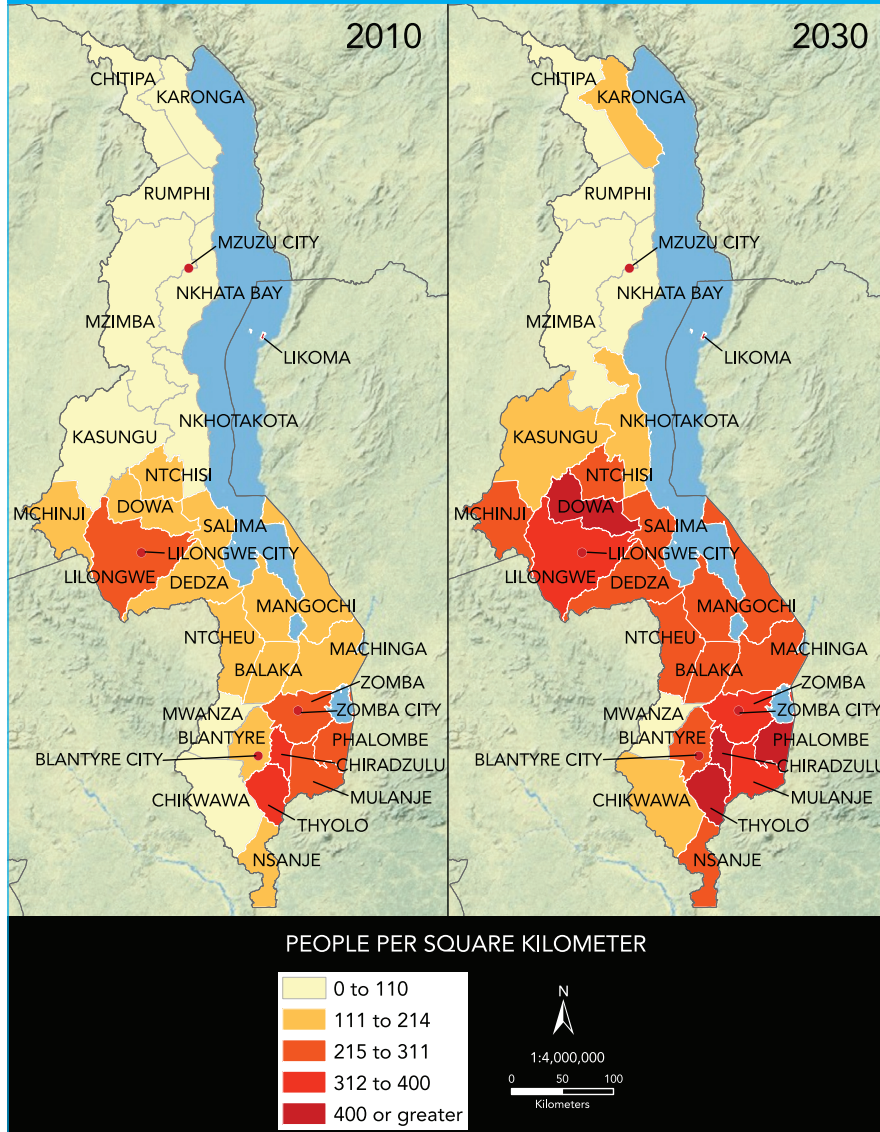 2010
CHITIPA
KARONGA
RUMPHI
MZUZU CITY
NKHATA BAY
MZIMBA
LIKOMA
NKHOTAKOTA
KASUNGU
NTCHISI
MCHINJI
DOWA
SALIMA
LILONGWE CITY
LILONGWE
DEDZA
MANGOCHI
NTCHEU
MACHINGA
BALAKA
ZOMBA
MWANZA
ZOMBA CITY
BLANTYRE
PHALOMBE
BLANTYRE CITY
CHIRADZULU
CHIKWAWA
MULANJE
THYOLO
NSANJE
2030
CHITIPA
KARONGA
RUMPHI
MZUZU CITY
NKHATA BAY
MZIMBA
LIKOMA
NKHOTAKOTA
KASUNGU
NTCHISI
MCHINJI
DOWA
SALIMA
LILONGWE CITY
LILONGWE
DEDZA
MANGOCHI
NTCHEU
MACHINGA
BALAKA
ZOMBA
MWANZA
ZOMBA CITY
BLANTYRE
PHALOMBE
BLANTYRE CITY
CHIRADZULU
CHIKWAWA
MULANJE
THYOLO
NSANJE
PEOPLE PER SQUARE KILOMETER
0 to 110
111 to 214
215 to 311
312 to 400
400 or greater
N
1:4,000,000
0 50 100
Kilometers